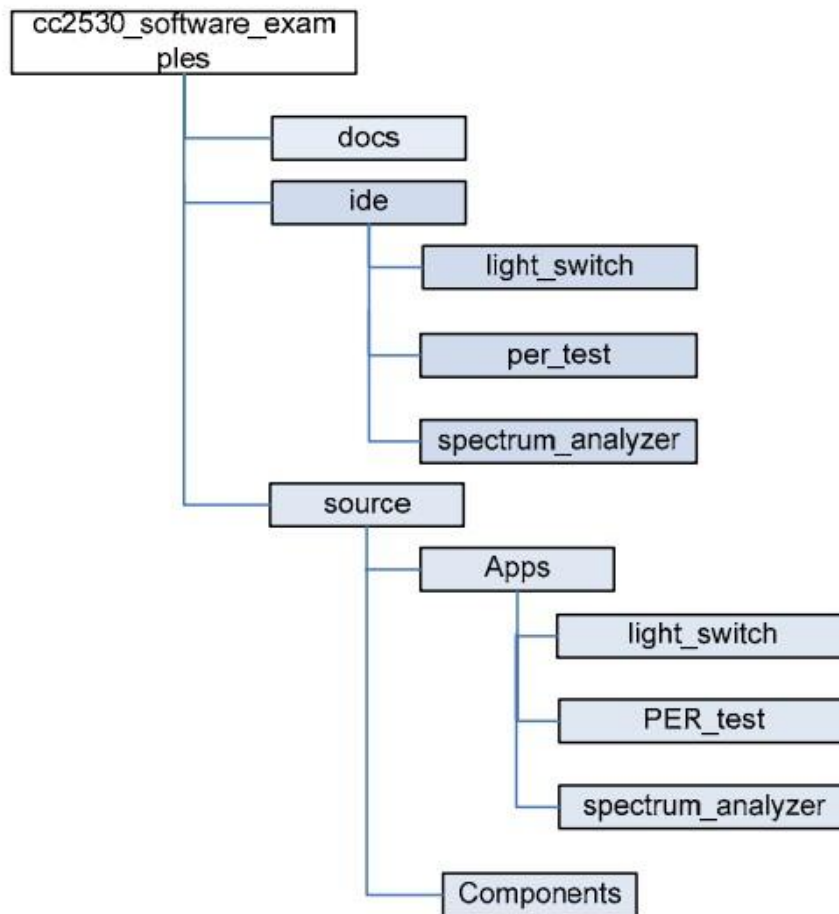 cc2530_software_exam
ples
docs
ide
light_switch
per_test
spectrum_analyzer
source
Apps
light_switch
PER_test
spectrum_analyzer
Components